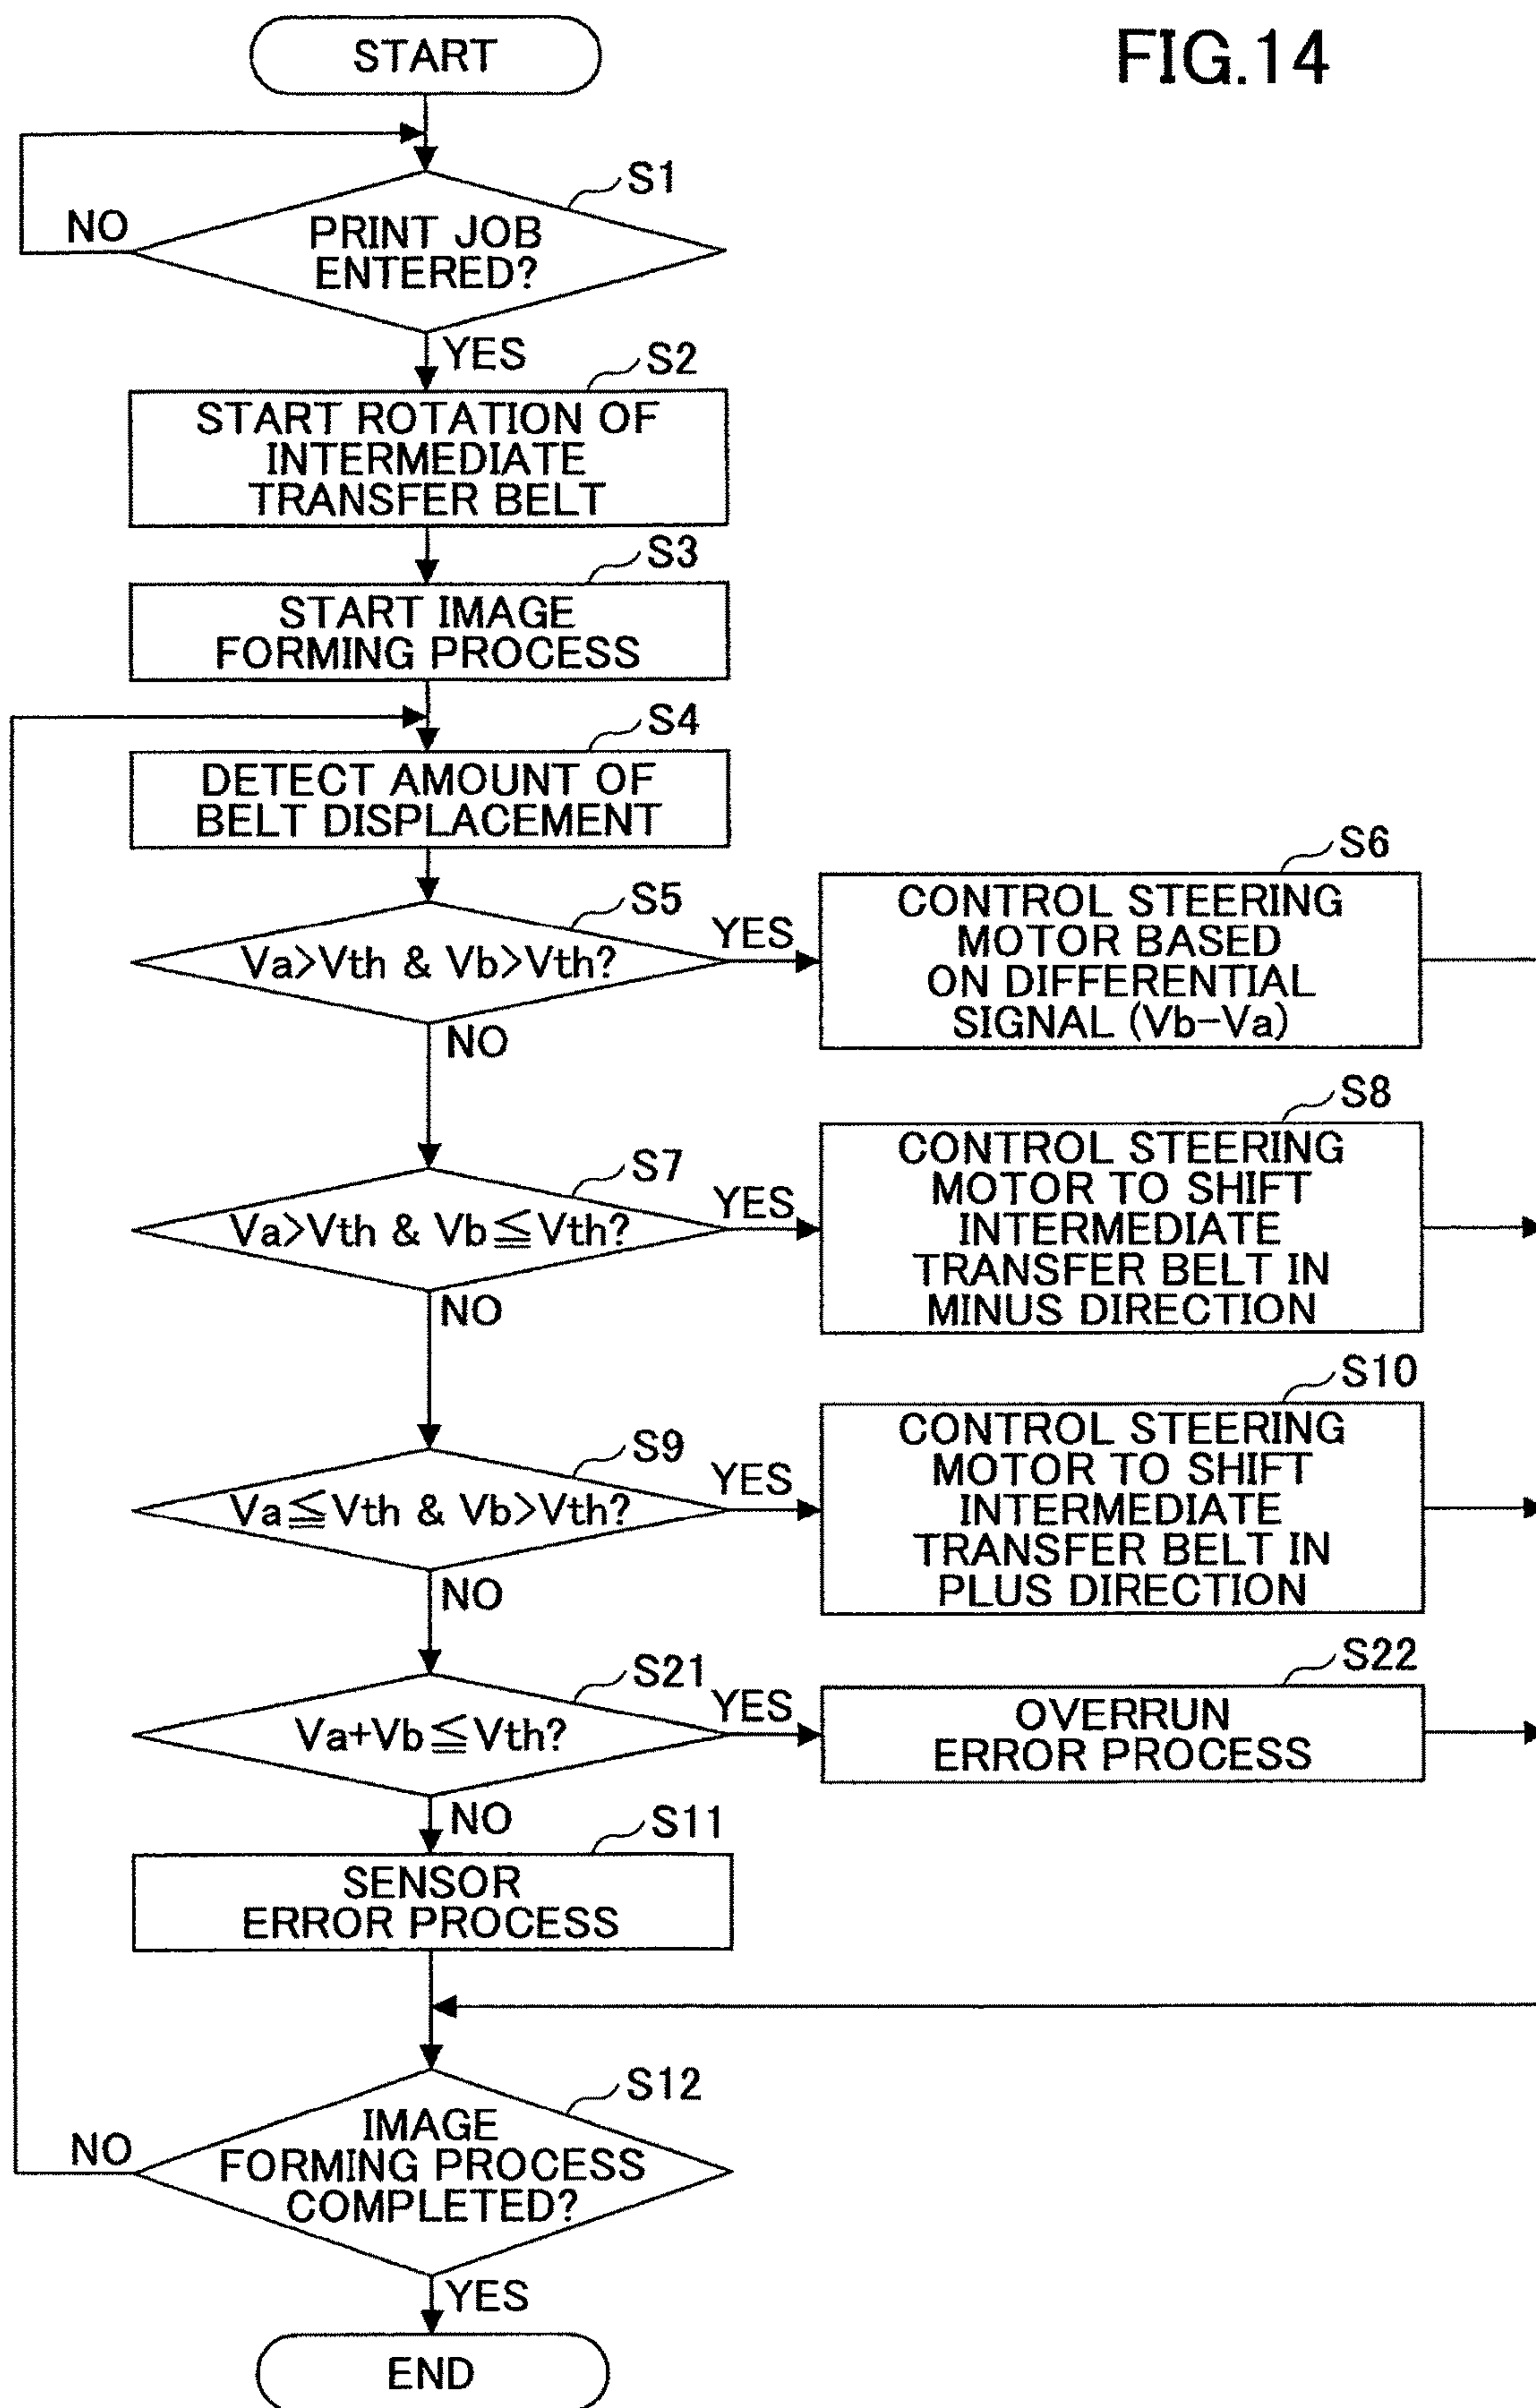 FIG.14
START
S1
NO
PRINT JOB
ENTERED?
YES
S2
START ROTATION OF
INTERMEDIATE
TRANSFER BELT
S3
START IMAGE
FORMING PROCESS
S4
DETECT AMOUNT OF
BELT DISPLACEMENT
S5
Va>Vth & Vb>Vth?
YES
NO
S6
CONTROL STEERING
MOTOR BASED
ON DIFFERENTIAL
SIGNAL (Vb-Va)
S7
Va>Vth & Vb≦Vth?
YES
NO
S8
CONTROL STEERING
MOTOR TO SHIFT
INTERMEDIATE
TRANSFER BELT IN
MINUS DIRECTION
S9
Va≦Vth & Vb>Vth?
YES
NO
S10
CONTROL STEERING
MOTOR TO SHIFT
INTERMEDIATE
TRANSFER BELT IN
PLUS DIRECTION
S21
Va+Vb≦Vth?
YES
NO
S22
OVERRUN
ERROR PROCESS
S11
SENSOR
ERROR PROCESS
S12
NO
IMAGE
FORMING PROCESS
COMPLETED?
YES
END